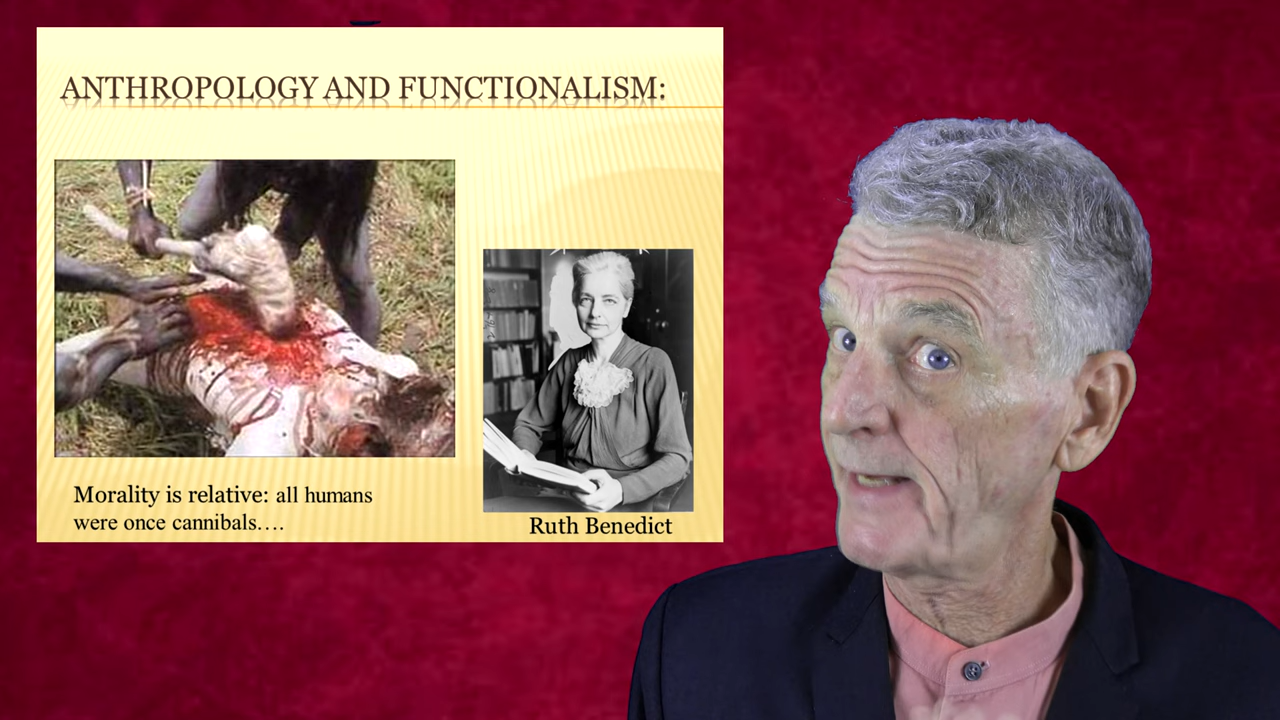 ANTHROPOLOGY AND FUNCTIONALISM:
Morality is relative: all humans
were once cannibals….
Ruth Benedict